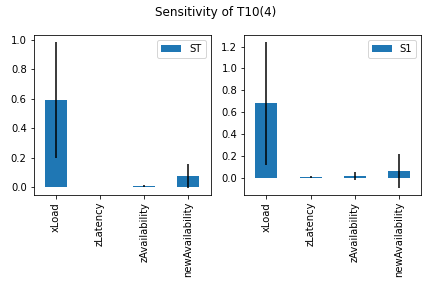 Sensitivity of T10(4)
ST
1.0
0.8
0.6
0.4
0.2
0.0
xLoad
zLatency
zAvailability
newAvailability
S1
1.2
1.0
0.8
0.6
0.4
0.2
0.0
xLoad
zLatency
zAvailability
newAvailability